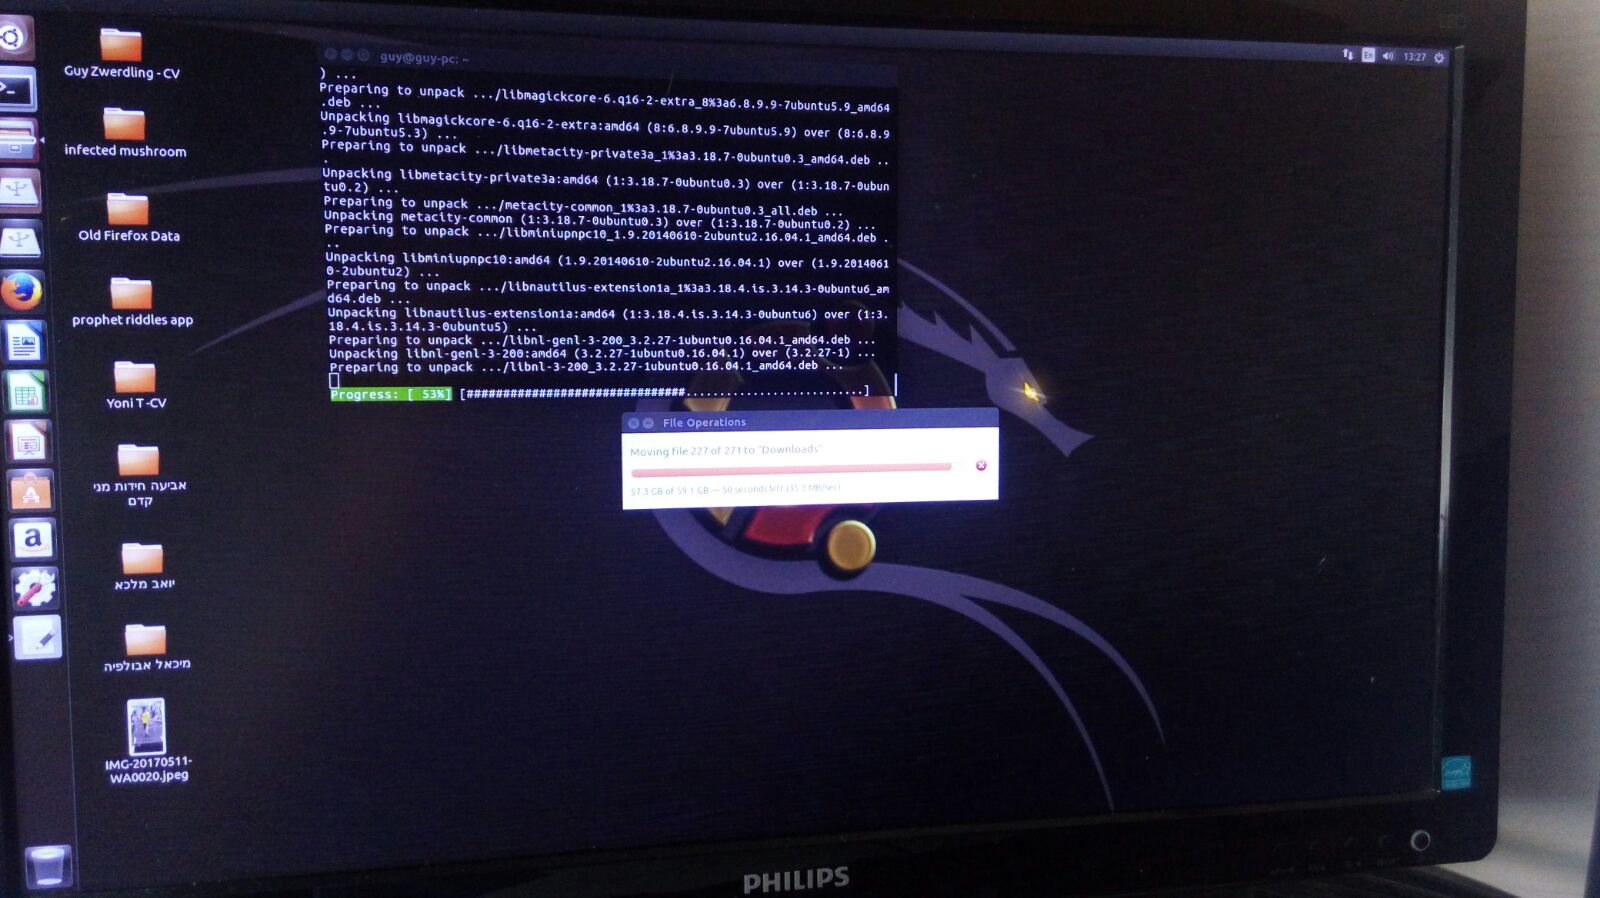 Guy Zwerdling - CV
infected mushroom
Old Firefox Data
prophet riddles app
Yoni T -CV
אביעה חידות מני
קדם
יואב מלכא
מיכאל אבולפיה
IMG-20170511-
WA0020.jpeg
guy@guy-pc: ~
En
13:27
) ...
Preparing to unpack .../libmagickcore-6.q16-2-extra_8%3a6.8.9.9-7ubuntu5.9_amd64
.deb ...
Unpacking libmagickcore-6.q16-2-extra:amd64 (8:6.8.9.9-7ubuntu5.9) over (8:6.8.9
.9-7ubuntu5.3) ...
Preparing to unpack .../libmetacity-private3a_1%3a3.18.7-0ubuntu0.3_amd64.deb ..
.
Unpacking libmetacity-private3a:amd64 (1:3.18.7-0ubuntu0.3) over (1:3.18.7-0ubun
tu0.2) ...
Preparing to unpack .../metacity-common_1%3a3.18.7-0ubuntu0.3_all.deb ...
Unpacking metacity-common (1:3.18.7-0ubuntu0.3) over (1:3.18.7-0ubuntu0.2) ...
Preparing to unpack .../libminiupnpc10_1.9.20140610-2ubuntu2.16.04.1_amd64.deb .
..
Unpacking libminiupnpc10:amd64 (1.9.20140610-2ubuntu2.16.04.1) over (1.9.2014061
0-2ubuntu2) ...
Preparing to unpack .../libnautilus-extension1a_1%3a3.18.4.is.3.14.3-0ubuntu6_am
d64.deb ...
Unpacking libnautilus-extension1a:amd64 (1:3.18.4.is.3.14.3-0ubuntu6) over (1:3.
18.4.is.3.14.3-0ubuntu5) ...
Preparing to unpack .../libnl-genl-3-200_3.2.27-1ubuntu0.16.04.1_amd64.deb ...
Unpacking libnl-genl-3-200:amd64 (3.2.27-1ubuntu0.16.04.1) over (3.2.27-1) ...
Preparing to unpack .../libnl-3-200_3.2.27-1ubuntu0.16.04.1_amd64.deb ...
Progress: [ 53%] [################################..........................]
File Operations
Moving file 227 of 271 to "Downloads"
57.3 GB of 59.1 GB — 50 seconds left (35.3 MB/sec)
a
PHILIPS